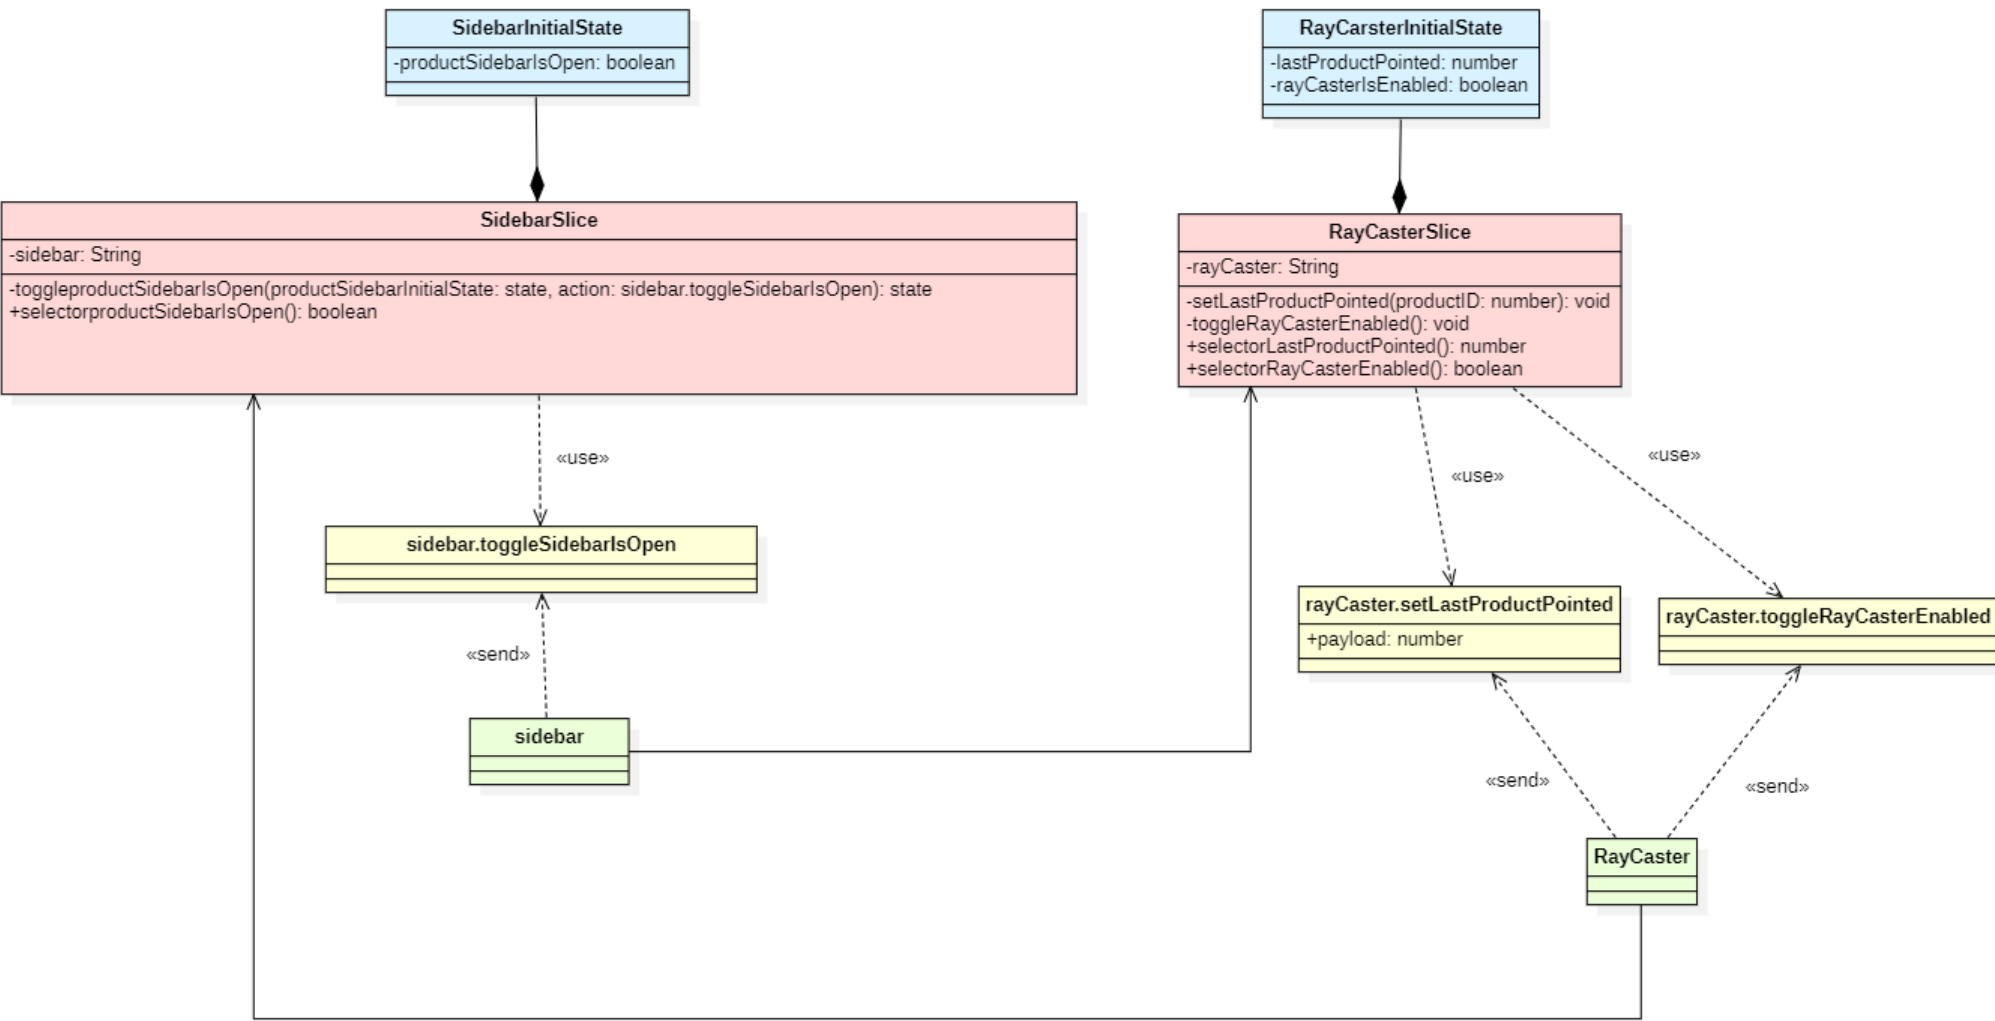 SidebarInitialState
-productSidebarIsOpen: boolean
RayCarsterInitialState
-lastProductPointed: number
-rayCasterIsEnabled: boolean
SidebarSlice
-sidebar: String
-toggleproductSidebarIsOpen(productSidebarInitialState: state, action: sidebar.toggleSidebarIsOpen): state
+selectorproductSidebarIsOpen(): boolean
RayCasterSlice
-rayCaster: String
-setLastProductPointed(productID: number): void
-toggleRayCasterEnabled(): void
+selectorLastProductPointed(): number
+selectorRayCasterEnabled(): boolean
«use»
«use»
«use»
sidebar.toggleSidebarIsOpen
rayCaster.setLastProductPointed
+payload: number
rayCaster.toggleRayCasterEnabled
«send»
sidebar
«send»
«send»
RayCaster